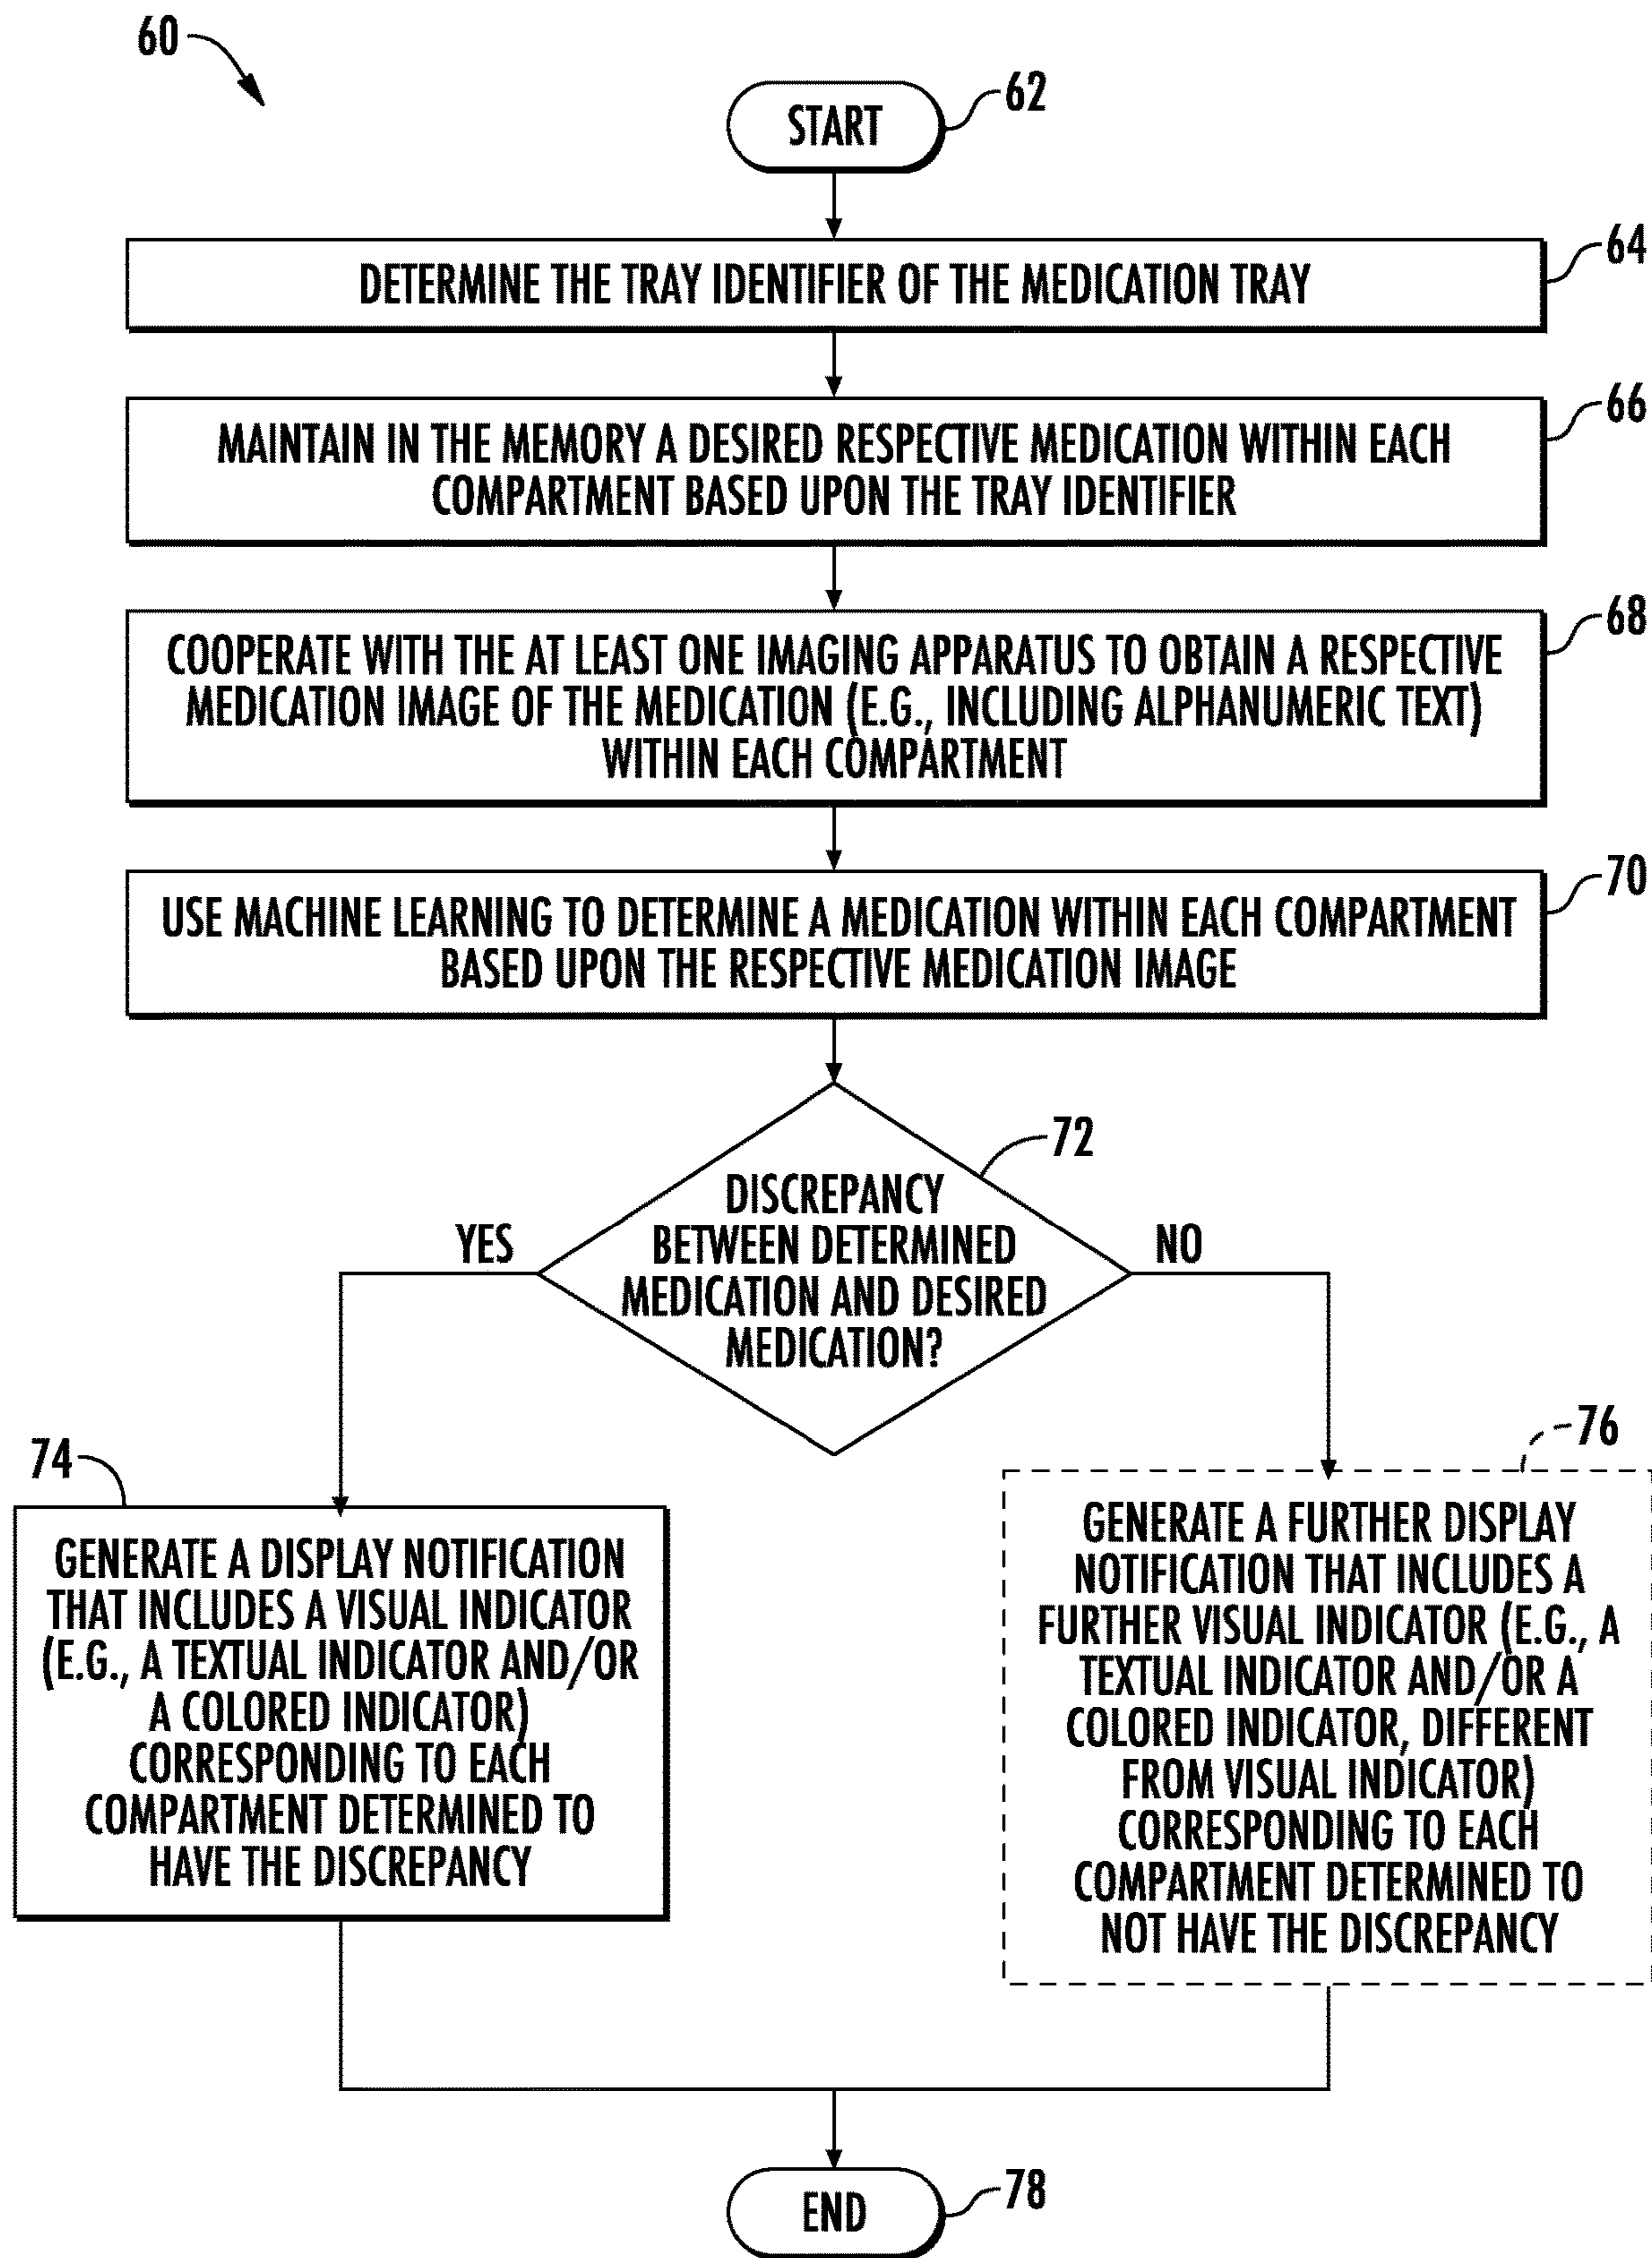 60
START
62
DETERMINE THE TRAY IDENTIFIER OF THE MEDICATION TRAY
64
MAINTAIN IN THE MEMORY A DESIRED RESPECTIVE MEDICATION WITHIN EACH
COMPARTMENT BASED UPON THE TRAY IDENTIFIER
66
COOPERATE WITH THE AT LEAST ONE IMAGING APPARATUS TO OBTAIN A RESPECTIVE
MEDICATION IMAGE OF THE MEDICATION (E.G., INCLUDING ALPHANUMERIC TEXT)
WITHIN EACH COMPARTMENT
68
USE MACHINE LEARNING TO DETERMINE A MEDICATION WITHIN EACH COMPARTMENT
BASED UPON THE RESPECTIVE MEDICATION IMAGE
70
72
DISCREPANCY
BETWEEN DETERMINED
MEDICATION AND DESIRED
MEDICATION?
YES
NO
74
GENERATE A DISPLAY NOTIFICATION
THAT INCLUDES A VISUAL INDICATOR
(E.G., A TEXTUAL INDICATOR AND/OR
A COLORED INDICATOR)
CORRESPONDING TO EACH
COMPARTMENT DETERMINED TO
HAVE THE DISCREPANCY
76
GENERATE A FURTHER DISPLAY
NOTIFICATION THAT INCLUDES A
FURTHER VISUAL INDICATOR (E.G., A
TEXTUAL INDICATOR AND/OR A
COLORED INDICATOR, DIFFERENT
FROM VISUAL INDICATOR)
CORRESPONDING TO EACH
COMPARTMENT DETERMINED TO
NOT HAVE THE DISCREPANCY
END
78